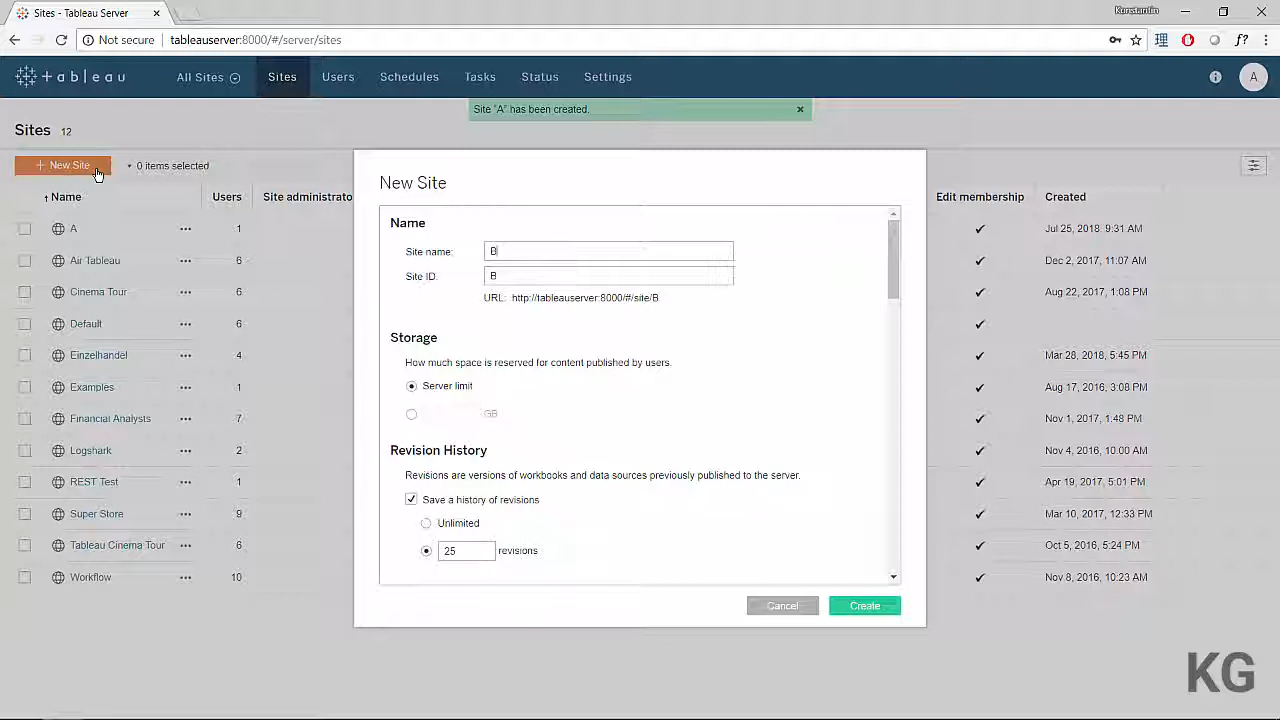 Sites - Tableau Server
Konstantin
Not secure tableauserver:8000/#/server/sites
f?
+ableau All Sites Sites Users Schedules Tasks Status Settings A
Site "A" has been created.
Sites 12
+ New Site 0 items selected
Name Users Site administrato Edit membership Created
A 1 Jul 25, 2018, 9:31 AM
Air Tableau 6 Dec 2, 2017, 11:07 AM
Cinema Tour 6 Aug 22, 2017, 1:08 PM
Default 6
Einzelhandel 4 Mar 28, 2018, 5:45 PM
Examples 1 Aug 17, 2016, 3:08 PM
Financial Analysts 7 Nov 1, 2017, 1:48 PM
Logshark 2 Nov 4, 2016, 10:00 AM
REST Test 1 Apr 19, 2017, 5:01 PM
Super Store 9 Mar 10, 2017, 12:33 PM
Tableau Cinema Tour 6 Oct 5, 2016, 5:24 PM
Workflow 10 Nov 8, 2016, 10:23 AM
New Site
Name
Site name: B
Site ID: B
URL: http://tableauserver:8000/#/site/B
Storage
How much space is reserved for content published by users.
Server limit
GB
Revision History
Revisions are versions of workbooks and data sources previously published to the server.
Save a history of revisions
Unlimited
25 revisions
Cancel Create
KG